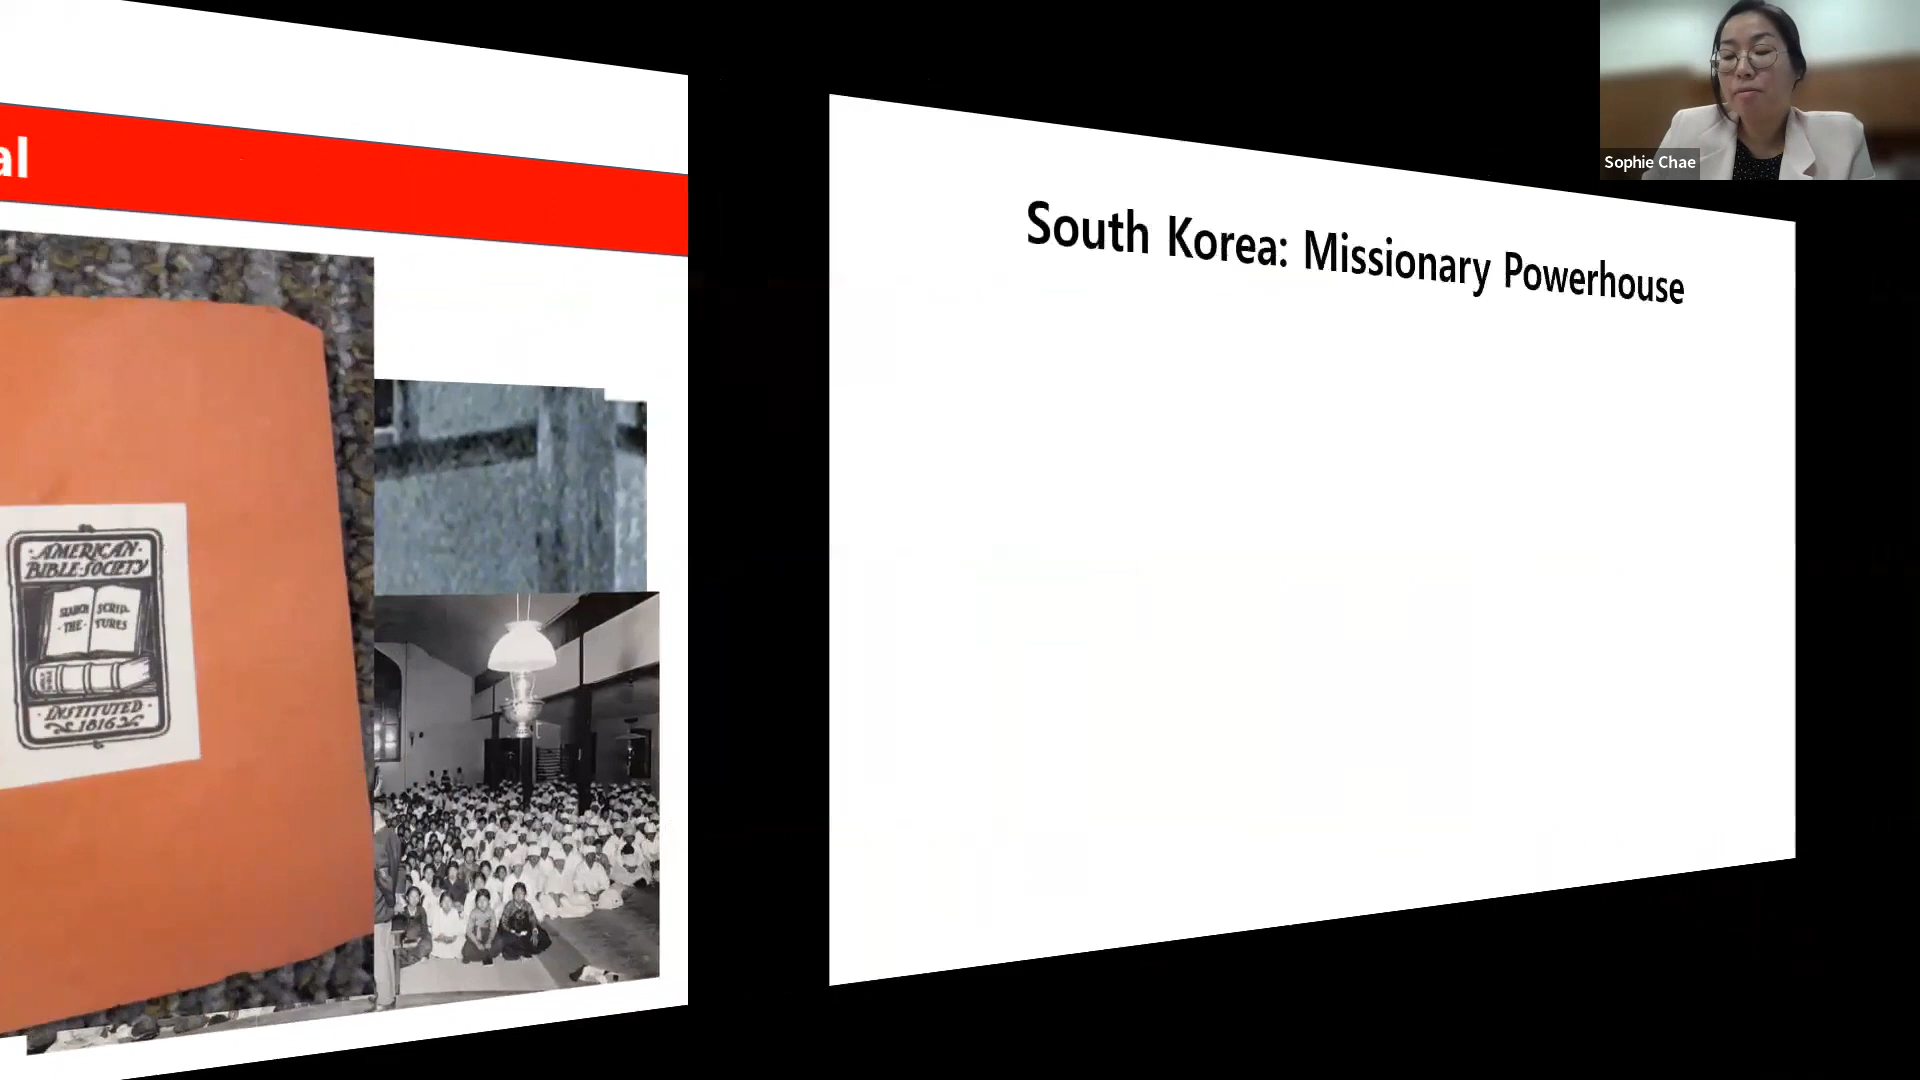 al
AMERICAN
BIBLE SOCIETY
SEARCH SCRIP
THE TURES
INSTITUTED
1816
South Korea: Missionary Powerhouse
Sophie Chae